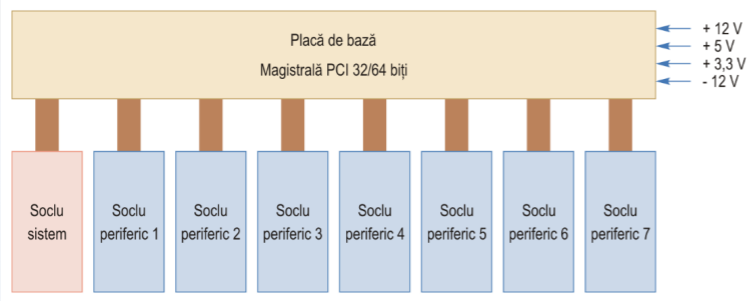 Placă de bază
Magistrală PCI 32/64 biți
+ 12 V
+ 5 V
+ 3,3 V
- 12 V
Soclu
sistem
Soclu
periferic 1
Soclu
periferic 2
Soclu
periferic 3
Soclu
periferic 4
Soclu
periferic 5
Soclu
periferic 6
Soclu
periferic 7